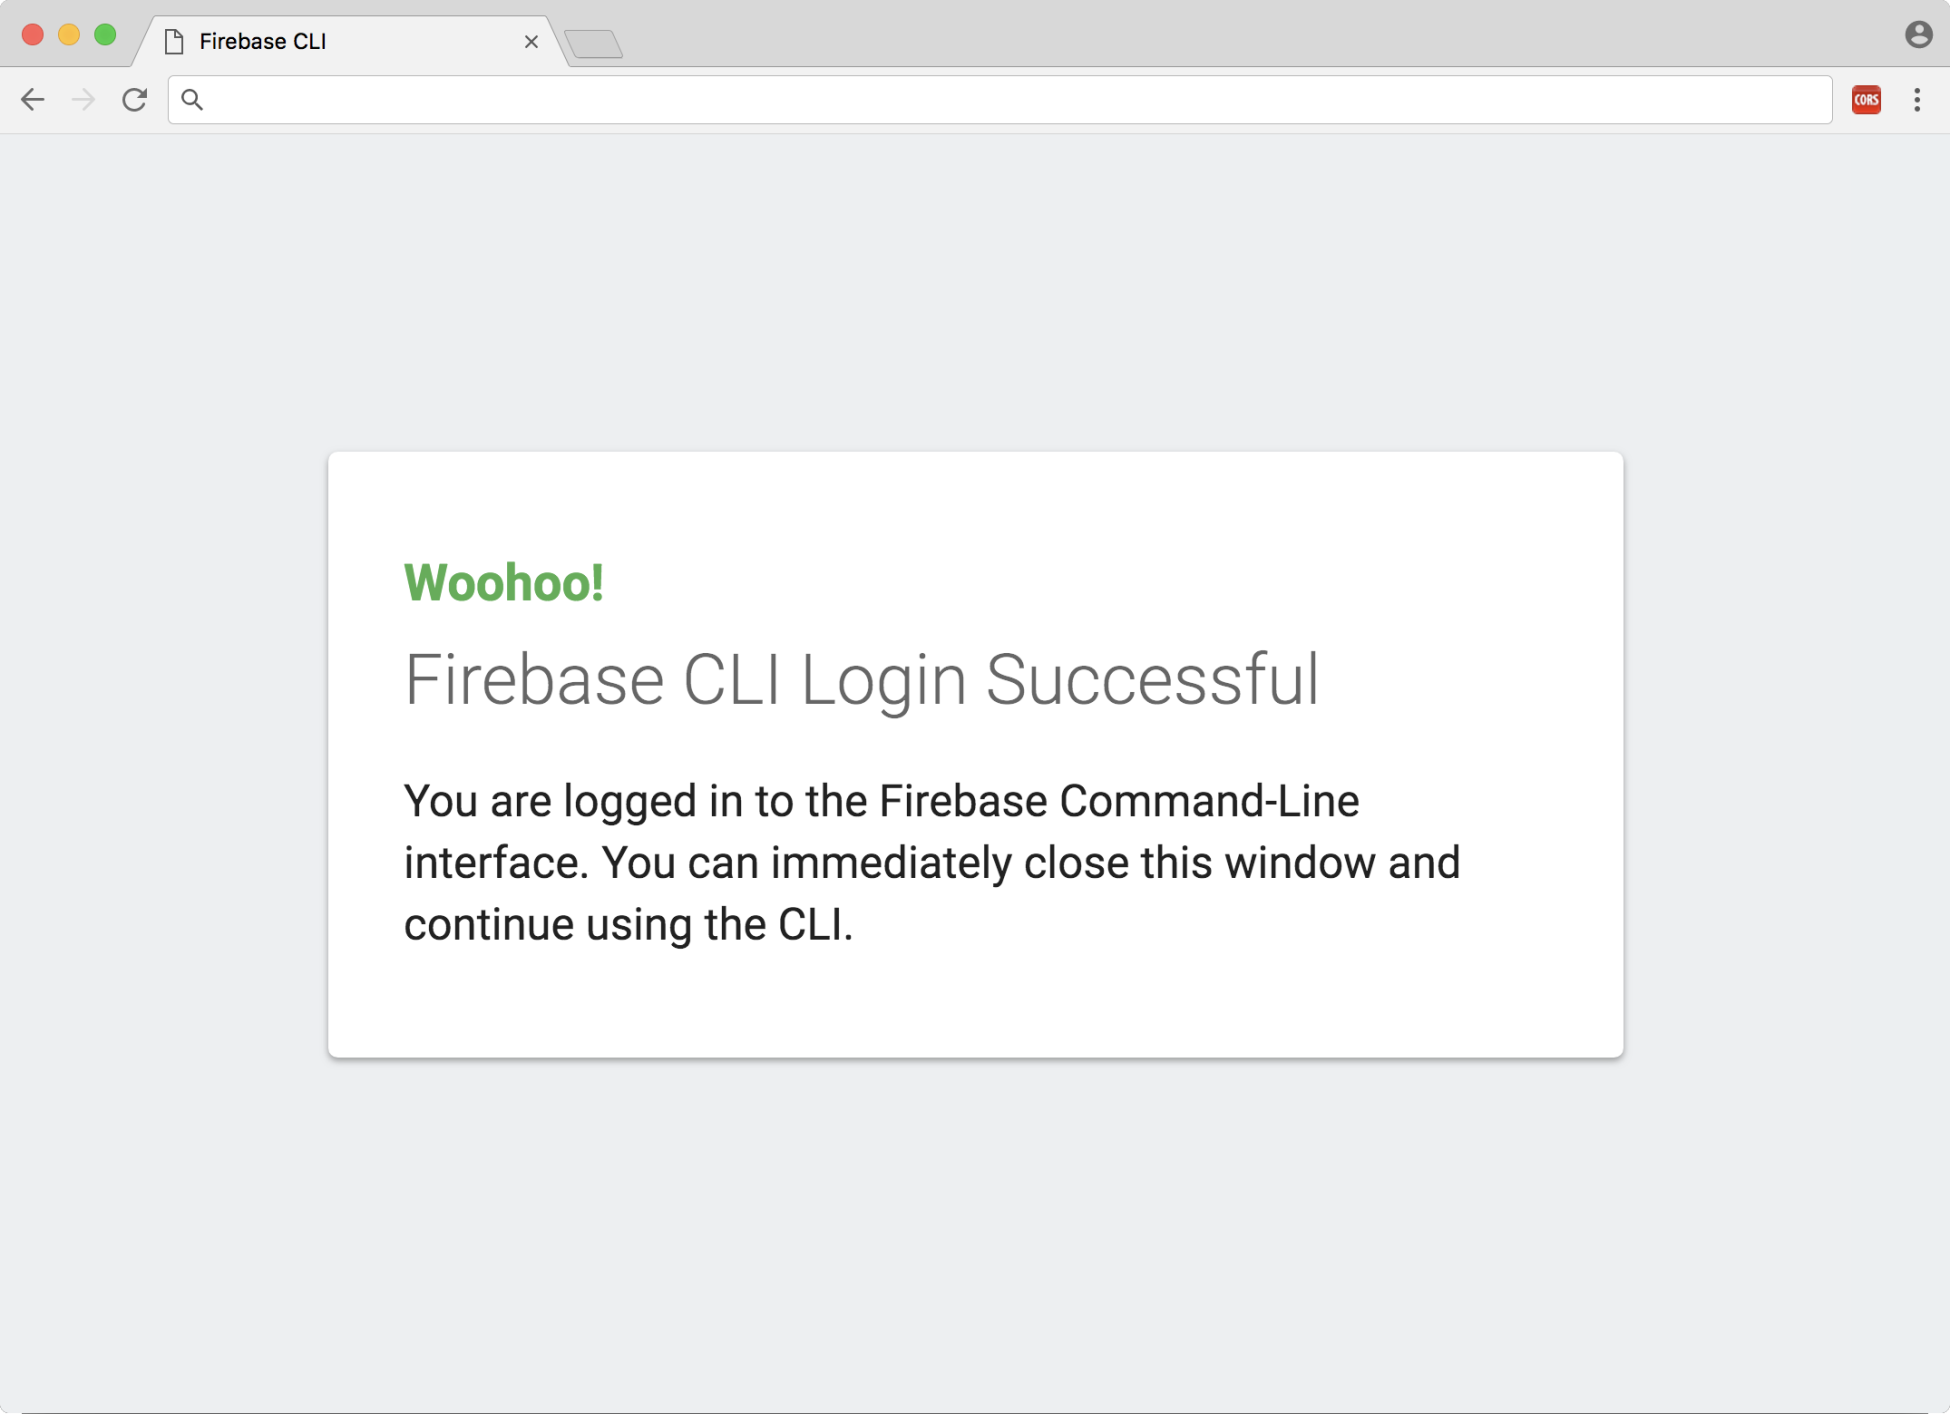 Firebase CLI
CORS
Woohoo!
Firebase CLI Login Successful
You are logged in to the Firebase Command-Line
interface. You can immediately close this window and
continue using the CLI.